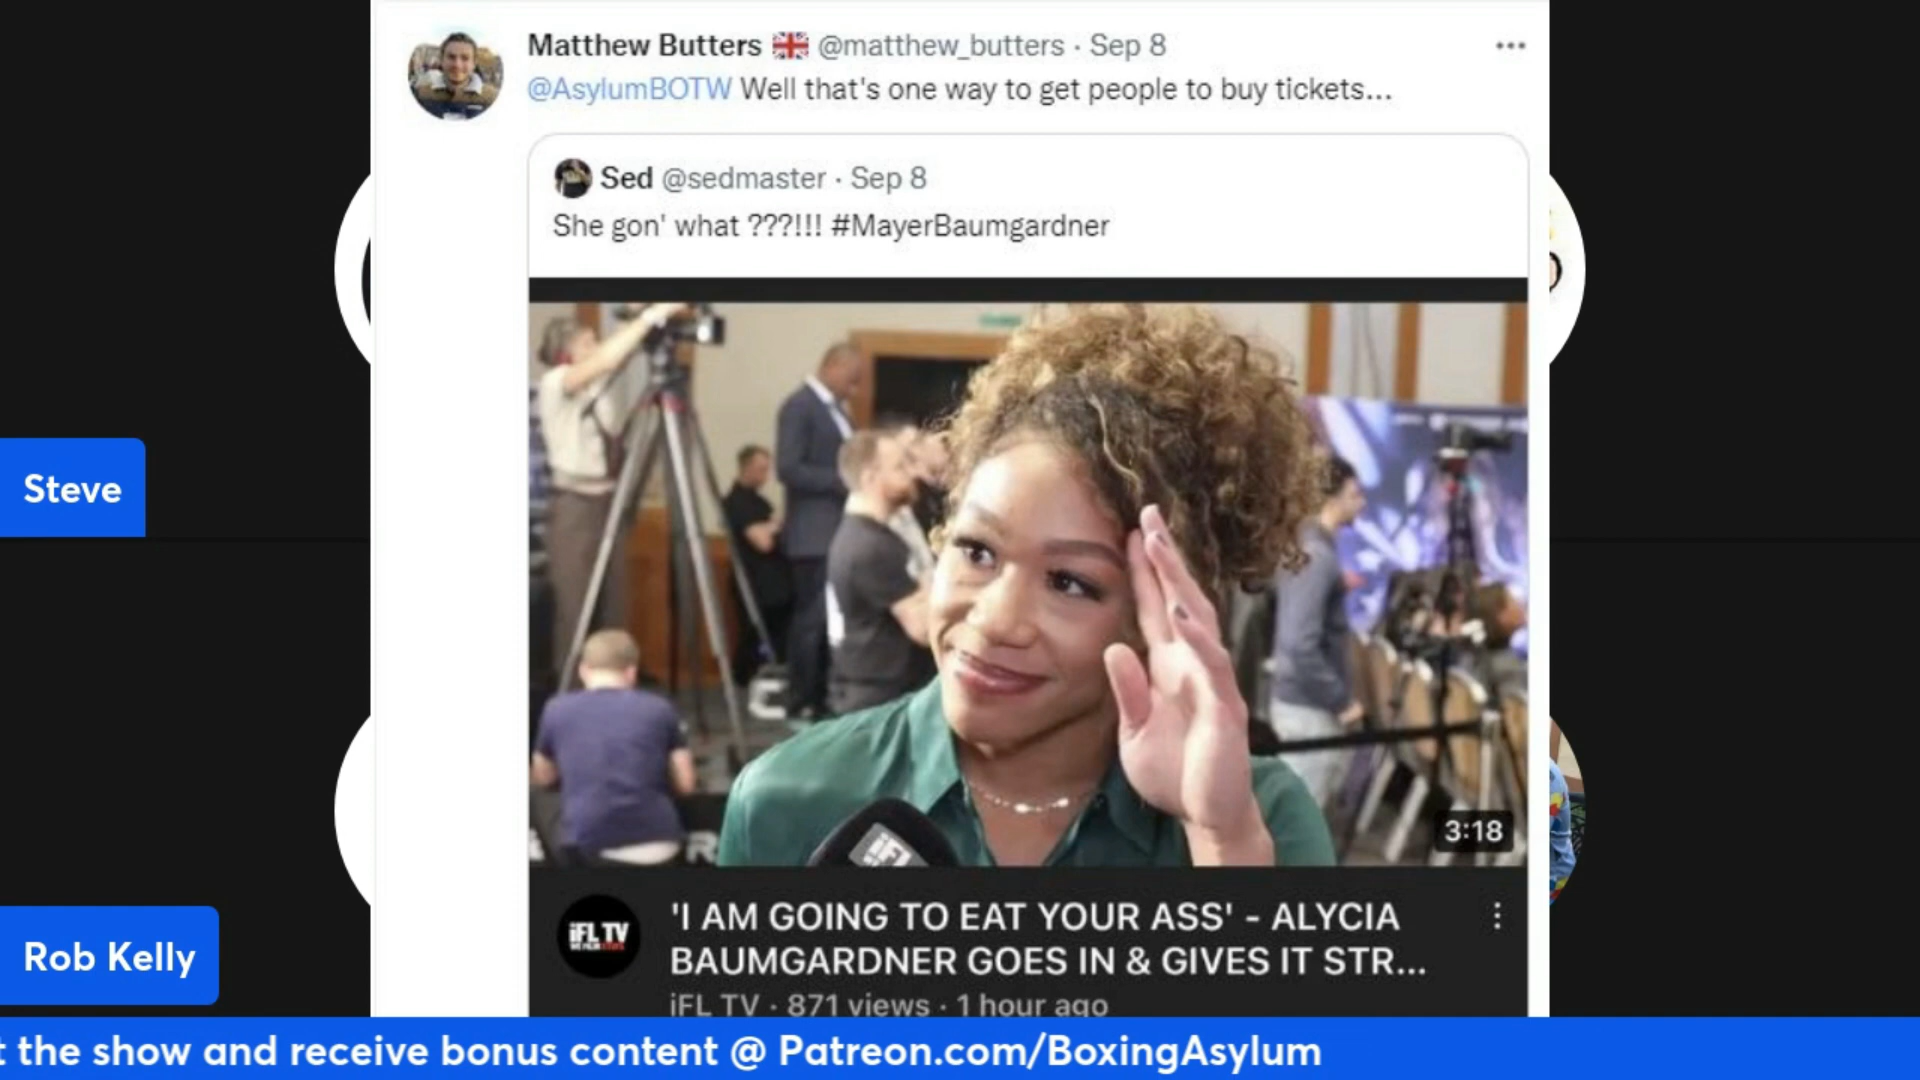 Matthew Butters @matthew_butters · Sep 8
@AsylumBOTW Well that's one way to get people to buy tickets...
Sed @sedmaster · Sep 8
She gon' what ???!!! #MayerBaumgardner
Steve
iFL
3:18
iFL TV
'I AM GOING TO EAT YOUR ASS' - ALYCIA
BAUMGARDNER GOES IN & GIVES IT STR...
iFL TV · 871 views · 1 hour ago
Rob Kelly
the show and receive bonus content @ Patreon.com/BoxingAsylum